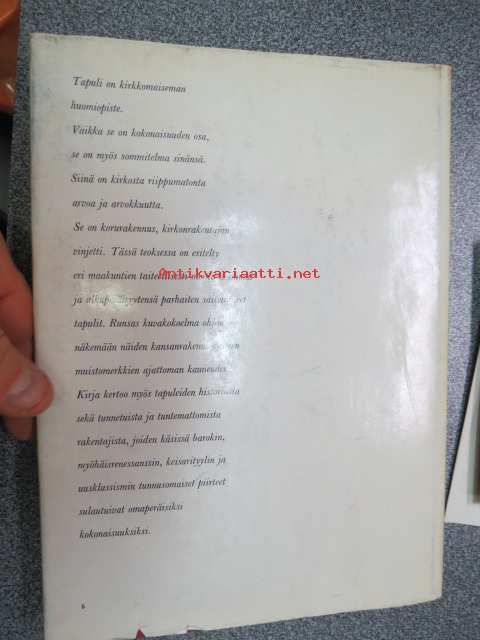 Tapuli on kirkkomaiseman
huomiopiste.
Vaikka se on kokonaisuuden osa,
se on myös sommitelma sinänsä.
Siinä on kirkosta riippumatonta
arvoa ja arvokkuutta.
Se on korurakennus, kirkonrakentajan
vinjetti. Tässä teoksessa on esitelty
Antikvariaatti.net
eri maakuntien
ja alkuperäisyytensä parhaiten
tapulit. Runsas kuvakokoelma
näkemään näiden
muistomerkkien ajattoman kauneuden.
Kirja kertoo myös tapuleiden historiasta
sekä tunnetuista ja tuntemattomista
rakentajista, joiden käsissä barokin,
myöhäisrenessanssin, keisarityylin ja
uusklassismin tunnusomaiset piirteet
sulautuivat omaperäisiksi
kokonaisuuksiksi.
6